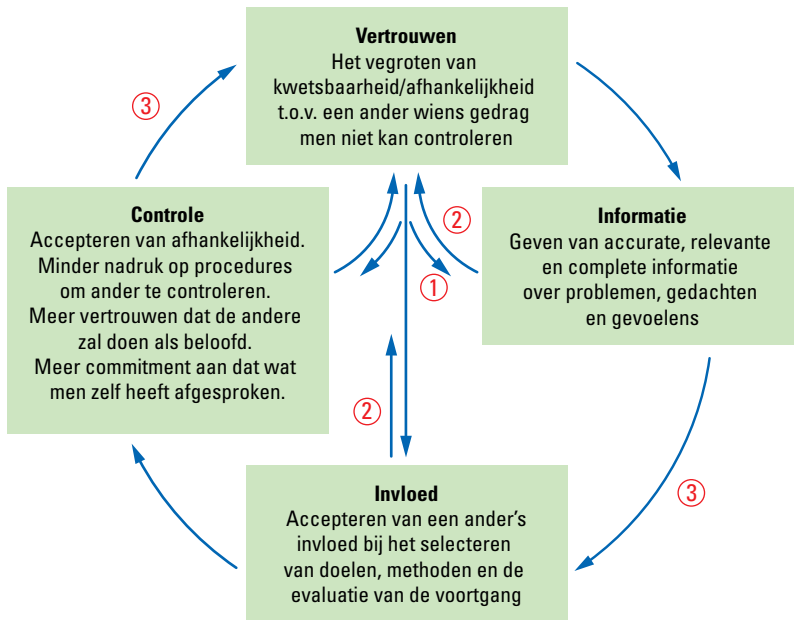 Vertrouwen
Het vegroten van
kwetsbaarheid/afhankelijkheid
t.o.v. een ander wiens gedrag
men niet kan controleren
③
Controle
Accepteren van afhankelijkheid.
Minder nadruk op procedures
om ander te controleren.
Meer vertrouwen dat de andere
zal doen als beloofd.
Meer commitment aan dat wat
men zelf heeft afgesproken.
②
①
②
Informatie
Geven van accurate, relevante
en complete informatie
over problemen, gedachten
en gevoelens
③
Invloed
Accepteren van een ander's
invloed bij het selecteren
van doelen, methoden en de
evaluatie van de voortgang